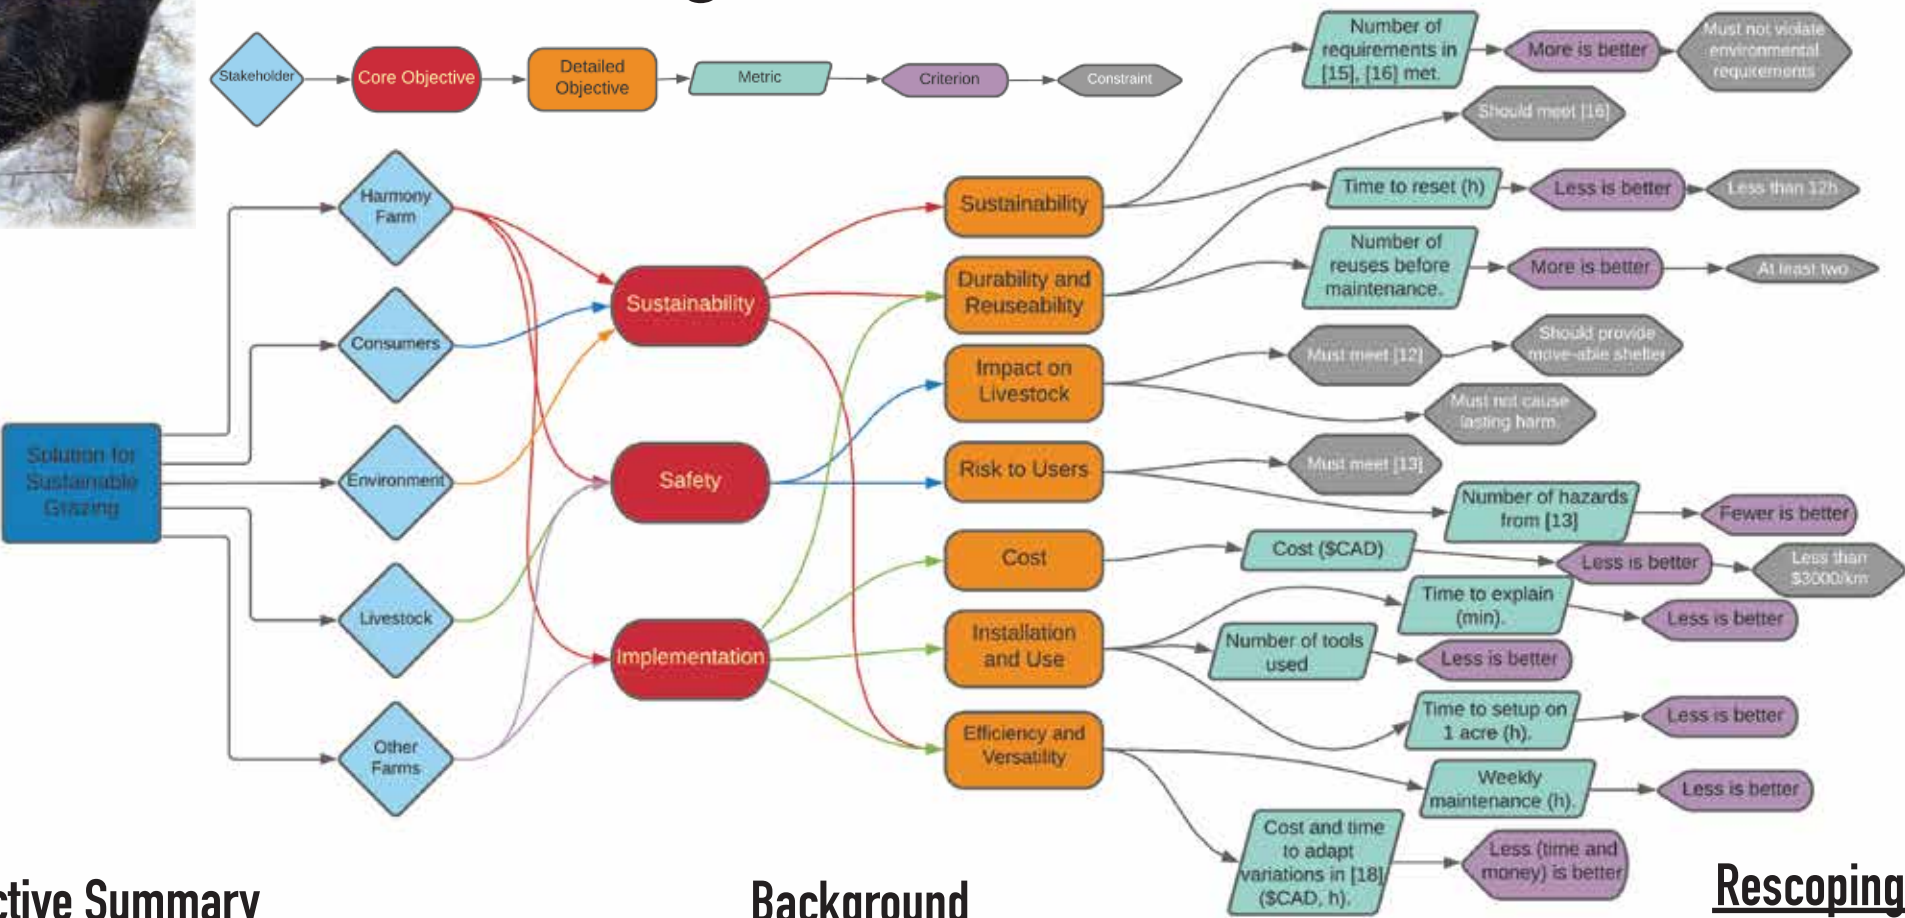 Stakeholder
Core Objective
Detailed
Objective
Metric
Criterion
Constraint
Solution for
Sustainable
Grazing
Harmony
Farm
Consumers
Environment
Livestock
Other
Farms
Sustainability
Safety
Implementation
Sustainability
Number of
requirements in
[15], [16] met.
More is better
Must not violate
environmental
requirements
Should meet [16]
Durability and
Reuseability
Time to reset (h)
Less is better
Less than 12h
Number of
reuses before
maintenance.
More is better
At least two
Impact on
Livestock
Must meet [12]
Should provide
move-able shelter
Must not cause
lasting harm.
Risk to Users
Must meet [13]
Number of hazards
from [13]
Fewer is better
Cost
Cost ($CAD)
Less is better
Less than
$3000/km
Installation
and Use
Time to explain
(min).
Less is better
Number of tools
used
Less is better
Time to setup on
1 acre (h).
Less is better
Efficiency and
Versatility
Weekly
maintenance (h).
Less is better
Cost and time
to adapt
variations in [18]
($CAD, h).
Less (time and
money) is better
ctive Summary
Background
Rescoping